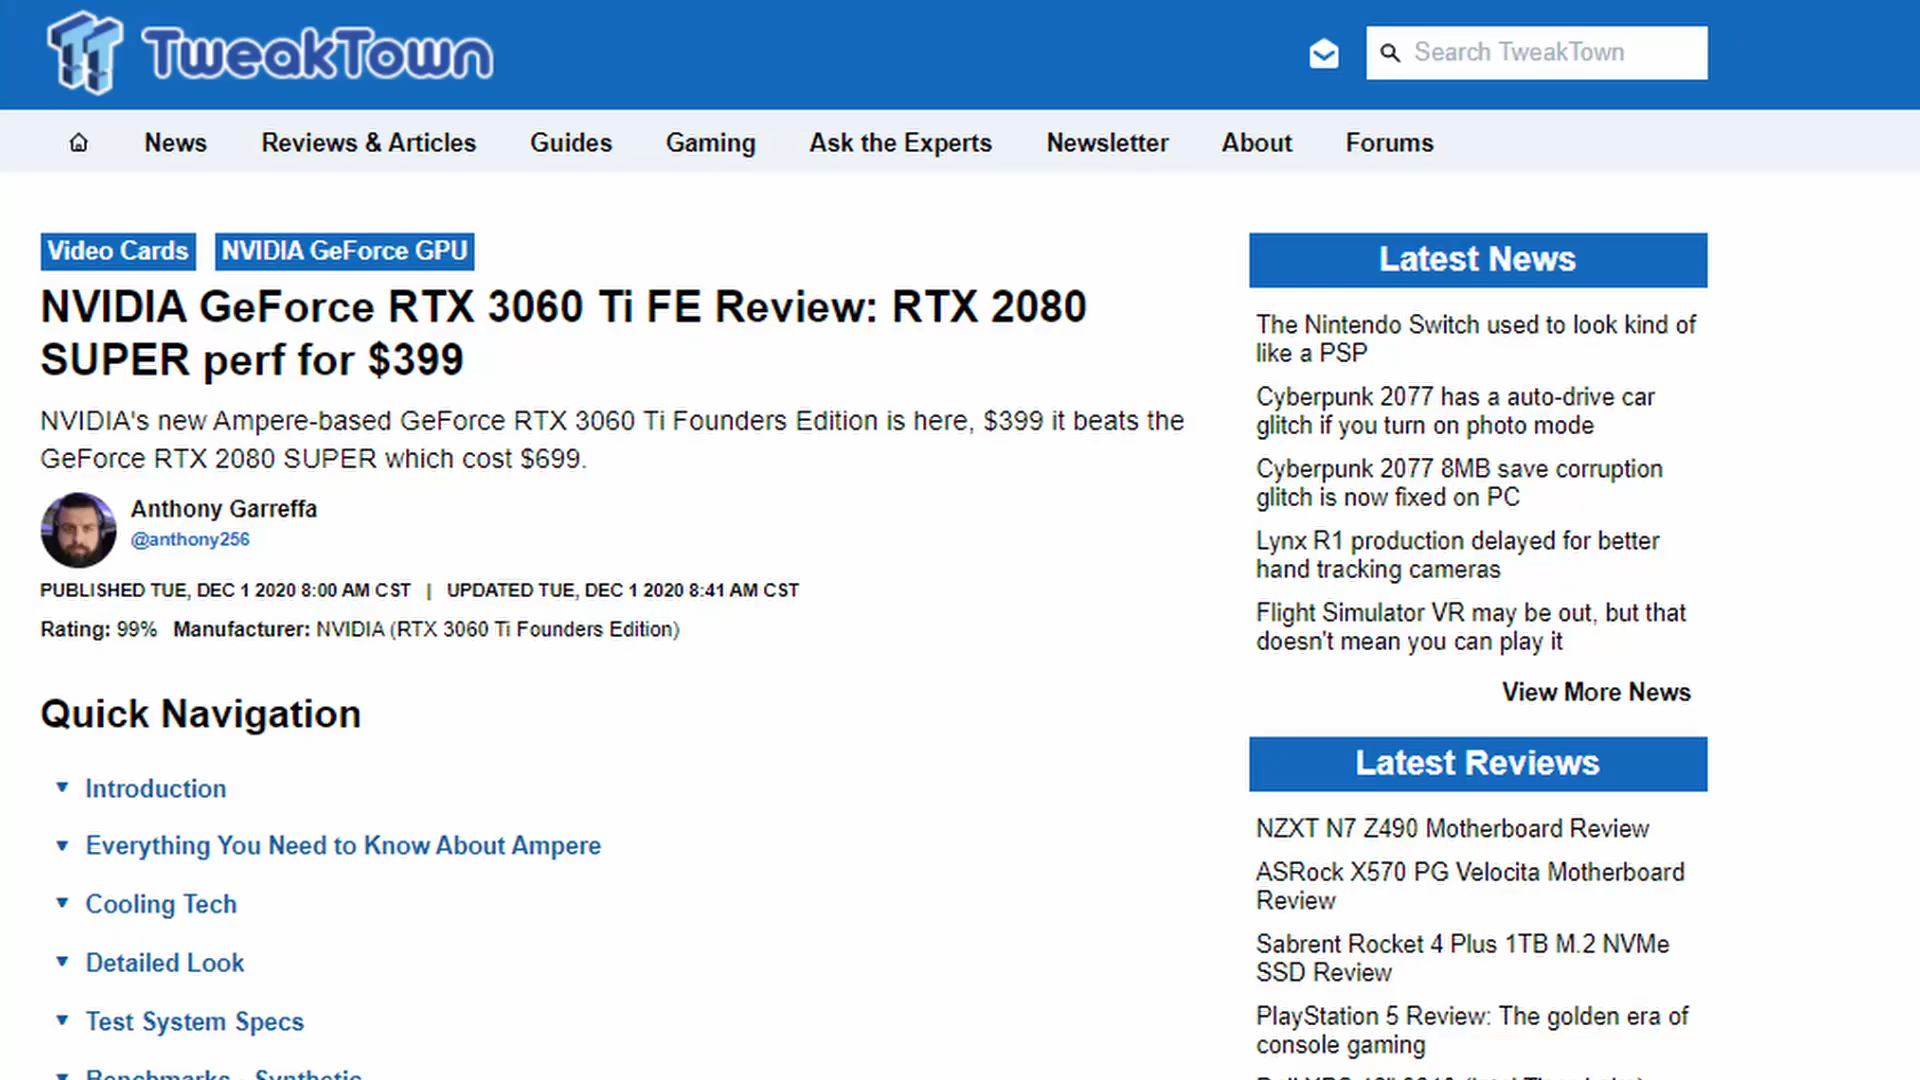 TweakTown
Search TweakTown
News
Reviews & Articles
Guides
Gaming
Ask the Experts
Newsletter
About
Forums
Video Cards
NVIDIA GeForce GPU
NVIDIA GeForce RTX 3060 Ti FE Review: RTX 2080
SUPER perf for $399
NVIDIA's new Ampere-based GeForce RTX 3060 Ti Founders Edition is here, $399 it beats the
GeForce RTX 2080 SUPER which cost $699.
Anthony Garreffa
@anthony256
PUBLISHED TUE, DEC 1 2020 8:00 AM CST | UPDATED TUE, DEC 1 2020 8:41 AM CST
Rating: 99% Manufacturer: NVIDIA (RTX 3060 Ti Founders Edition)
Quick Navigation
Introduction
Everything You Need to Know About Ampere
Cooling Tech
Detailed Look
Test System Specs
Benchmarks - Synthetic
Latest News
The Nintendo Switch used to look kind of
like a PSP
Cyberpunk 2077 has a auto-drive car
glitch if you turn on photo mode
Cyberpunk 2077 8MB save corruption
glitch is now fixed on PC
Lynx R1 production delayed for better
hand tracking cameras
Flight Simulator VR may be out, but that
doesn't mean you can play it
View More News
Latest Reviews
NZXT N7 Z490 Motherboard Review
ASRock X570 PG Velocita Motherboard
Review
Sabrent Rocket 4 Plus 1TB M.2 NVMe
SSD Review
PlayStation 5 Review: The golden era of
console gaming